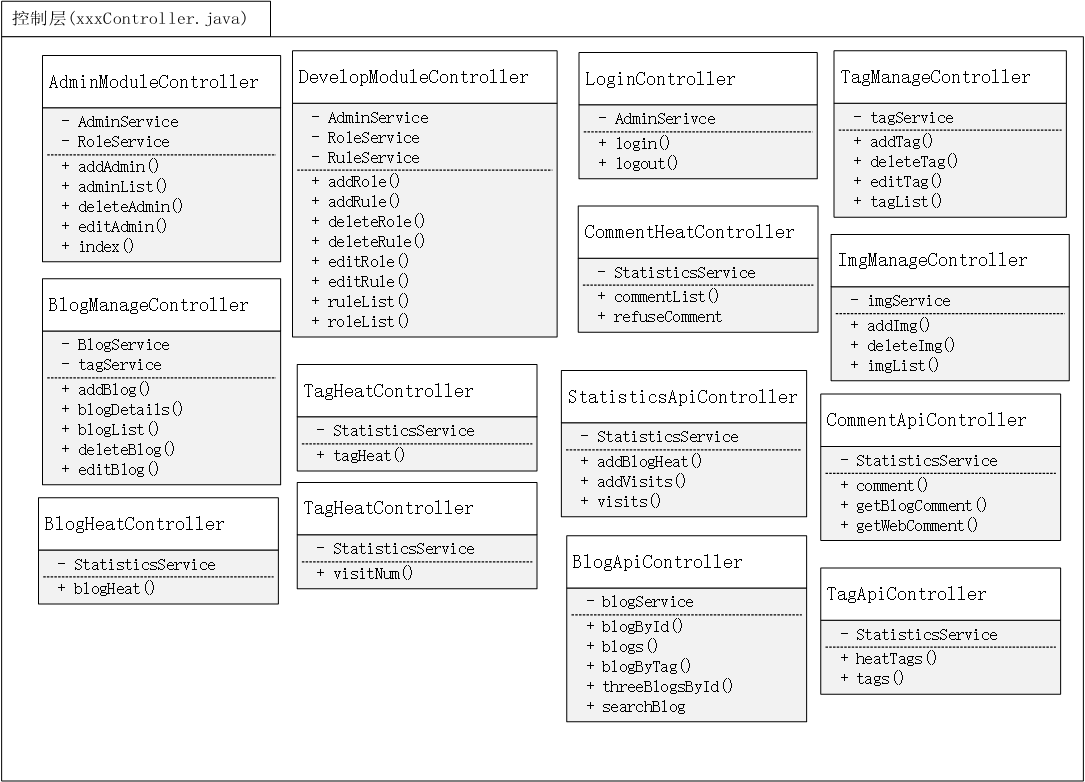 控制层(xxxController.java)
AdminModuleController
- AdminService
- RoleService
+ addAdmin()
+ adminList()
+ deleteAdmin()
+ editAdmin()
+ index()
BlogManageController
- BlogService
- tagService
+ addBlog()
+ blogDetails()
+ blogList()
+ deleteBlog()
+ editBlog()
BlogHeatController
- StatisticsService
+ blogHeat()
DevelopModuleController
- AdminService
- RoleService
- RuleService
+ addRole()
+ addRule()
+ deleteRole()
+ deleteRule()
+ editRole()
+ editRule()
+ ruleList()
+ roleList()
TagHeatController
- StatisticsService
+ tagHeat()
TagHeatController
- StatisticsService
+ visitNum()
LoginController
- AdminSerivce
+ login()
+ logout()
CommentHeatController
- StatisticsService
+ commentList()
+ refuseComment
StatisticsApiController
- StatisticsService
+ addBlogHeat()
+ addVisits()
+ visits()
BlogApiController
- blogService
+ blogById()
+ blogs()
+ blogByTag()
+ threeBlogsById()
+ searchBlog
TagManageController
- tagService
+ addTag()
+ deleteTag()
+ editTag()
+ tagList()
ImgManageController
- imgService
+ addImg()
+ deleteImg()
+ imgList()
CommentApiController
- StatisticsService
+ comment()
+ getBlogComment()
+ getWebComment()
TagApiController
- StatisticsService
+ heatTags()
+ tags()